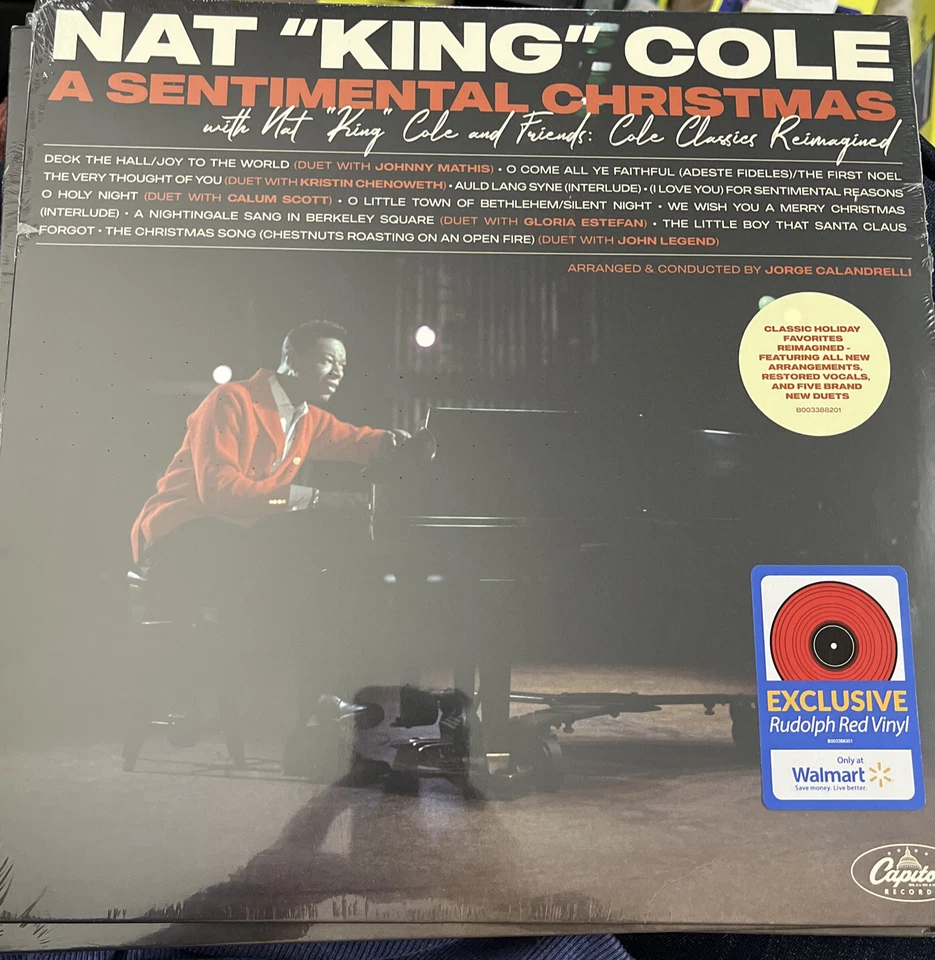 NAT "KING" COLE
A SENTIMENTAL CHRISTMAS
with Nat "King" Cole and Friends: Cole Classics Reimagined
DECK THE HALL/JOY TO THE WORLD (DUET WITH JOHNNY MATHIS) • O COME ALL YE FAITHFUL (ADESTE FIDELES)/THE FIRST NOEL
THE VERY THOUGHT OF YOU (DUET WITH KRISTIN CHENOWETH) • AULD LANG SYNE (INTERLUDE) • (I LOVE YOU) FOR SENTIMENTAL REASONS
O HOLY NIGHT (DUET WITH CALUM SCOTT) • O LITTLE TOWN OF BETHLEHEM/SILENT NIGHT • WE WISH YOU A MERRY CHRISTMAS
(INTERLUDE) • A NIGHTINGALE SANG IN BERKELEY SQUARE (DUET WITH GLORIA ESTEFAN) • THE LITTLE BOY THAT SANTA CLAUS
FORGOT • THE CHRISTMAS SONG (CHESTNUTS ROASTING ON AN OPEN FIRE) (DUET WITH JOHN LEGEND)
ARRANGED & CONDUCTED BY JORGE CALANDRELLI
CLASSIC HOLIDAY
FAVORITES
REIMAGINED -
FEATURING ALL NEW
ARRANGEMENTS,
RESTORED VOCALS,
AND FIVE BRAND
NEW DUETS
B003388201
EXCLUSIVE
Rudolph Red Vinyl
B003388301
Only at
Walmart
Save money. Live better.
Capito
RECORD